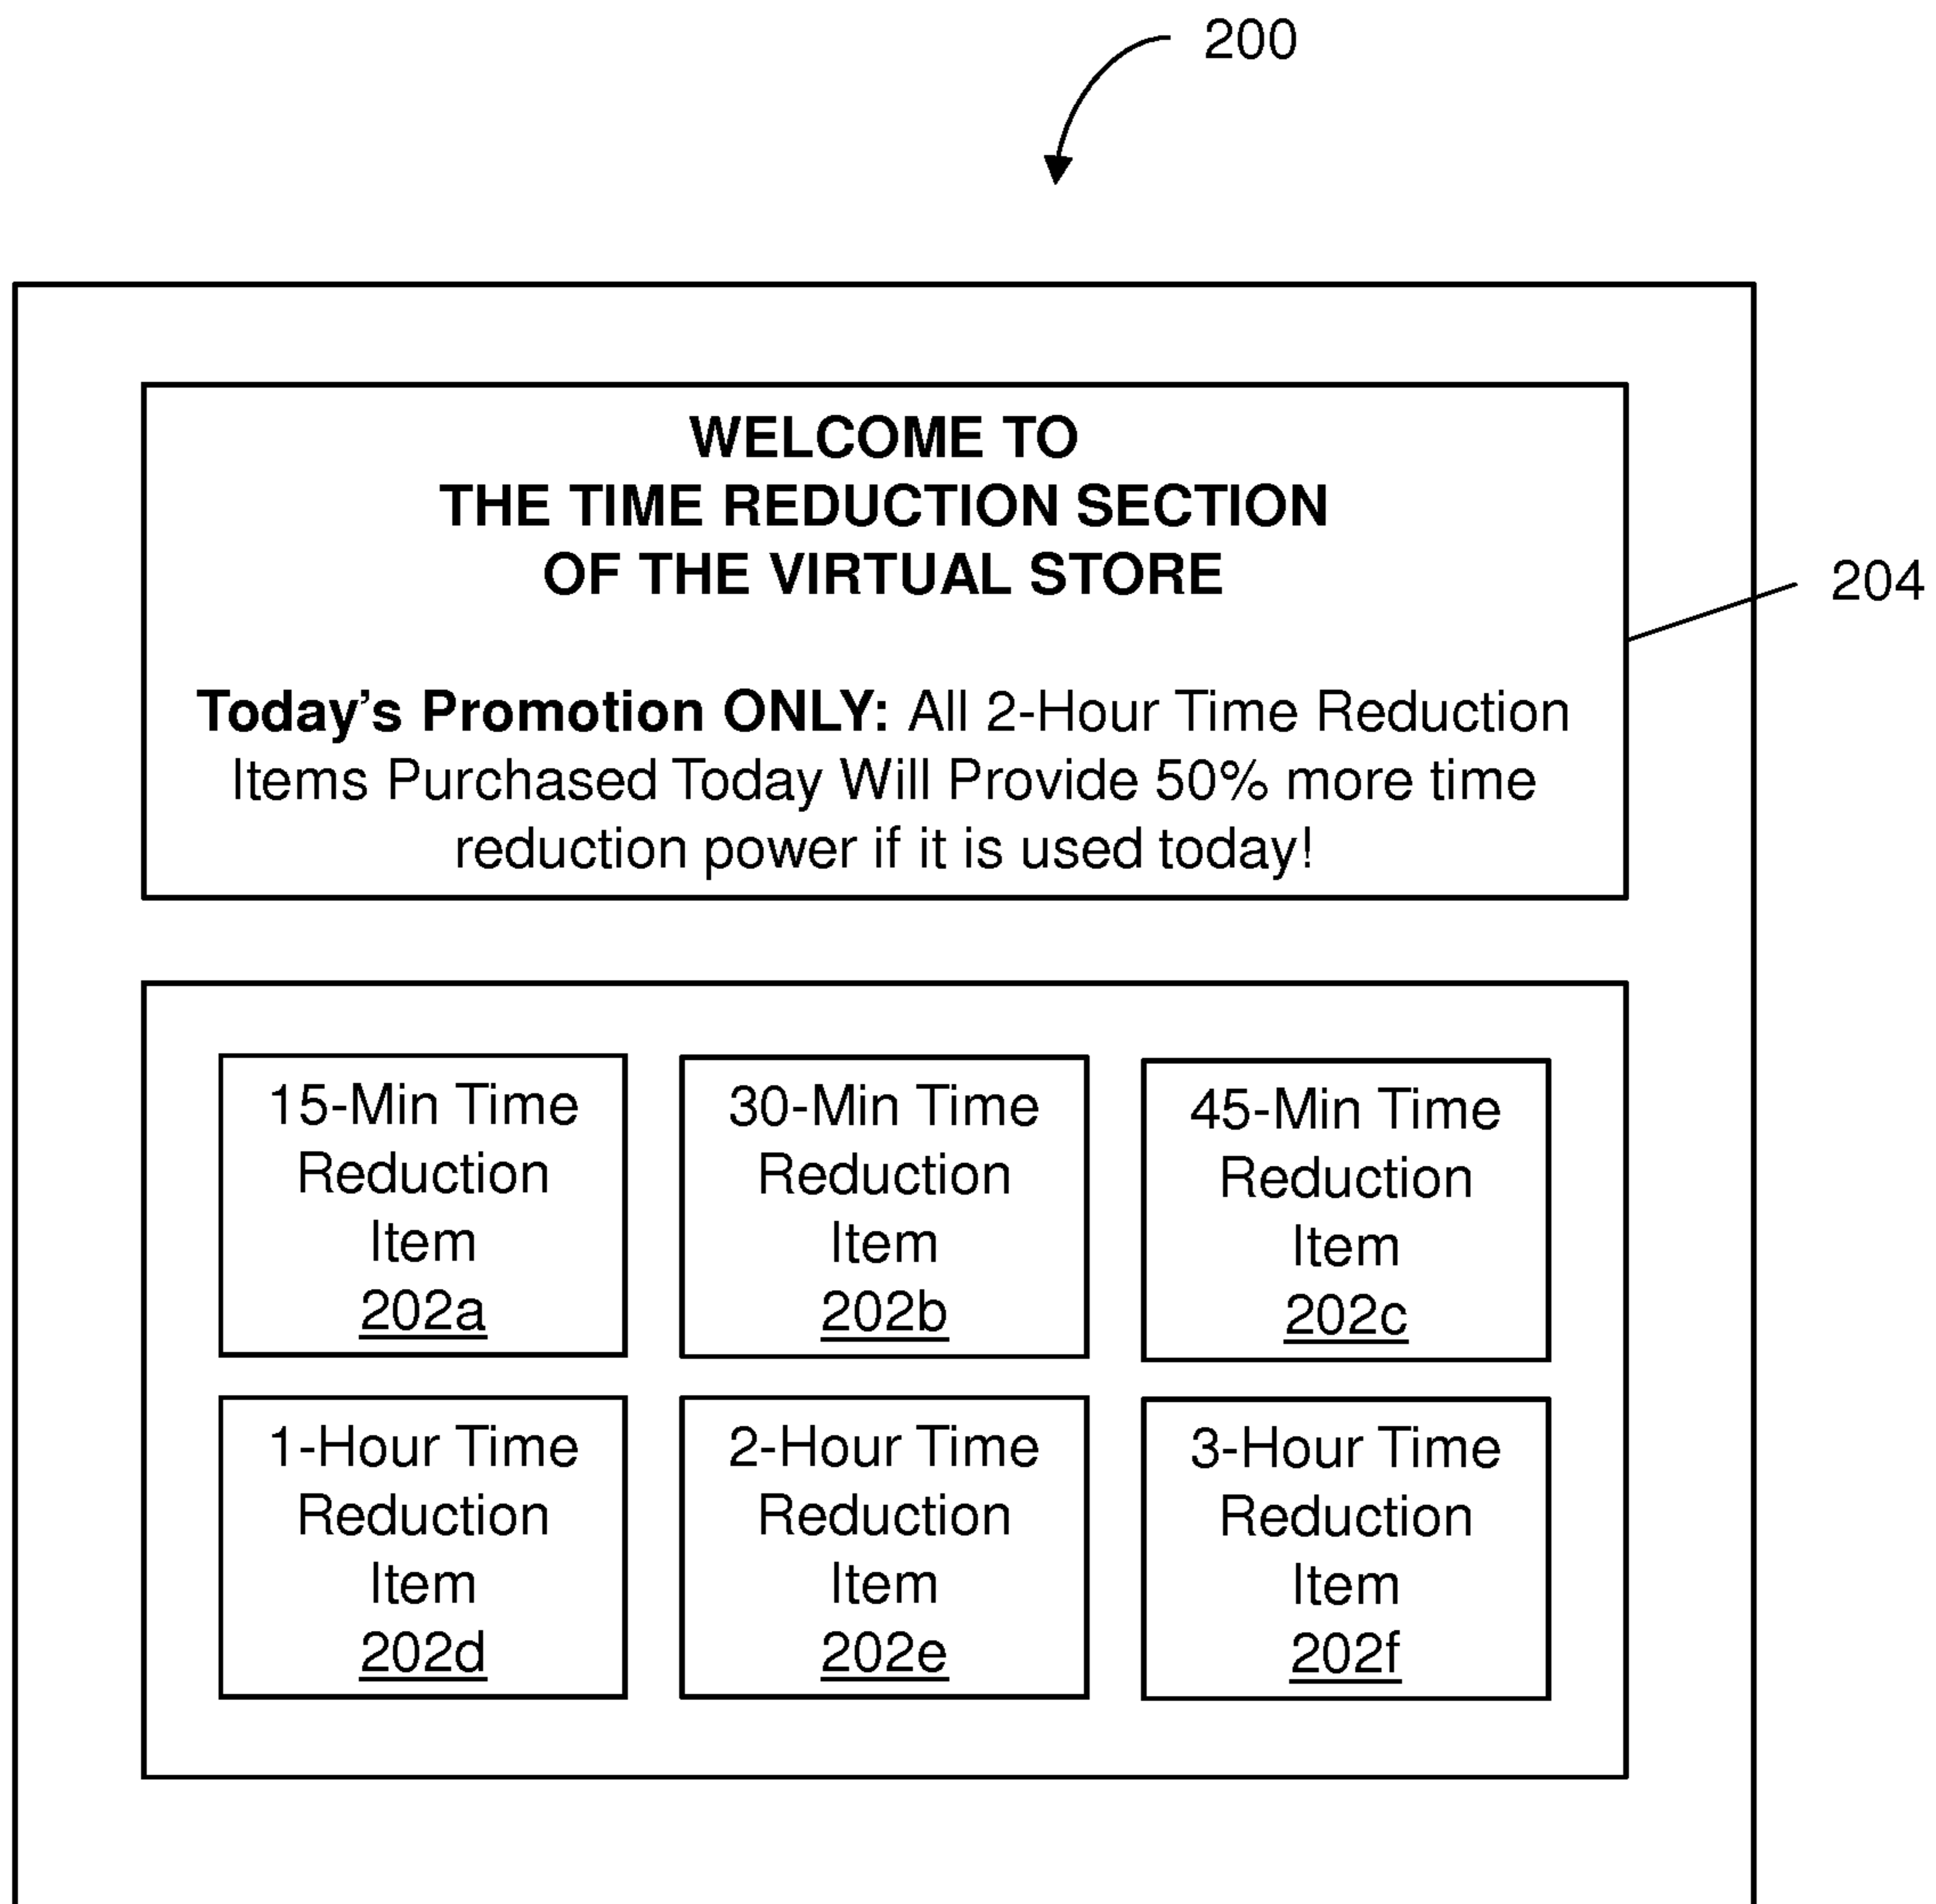 200
WELCOME TO
THE TIME REDUCTION SECTION
OF THE VIRTUAL STORE
204
Today's Promotion ONLY: All 2-Hour Time Reduction
Items Purchased Today Will Provide 50% more time
reduction power if it is used today!
15-Min Time
Reduction
Item
202a
30-Min Time
Reduction
Item
202b
45-Min Time
Reduction
Item
202c
1-Hour Time
Reduction
Item
202d
2-Hour Time
Reduction
Item
202e
3-Hour Time
Reduction
Item
202f